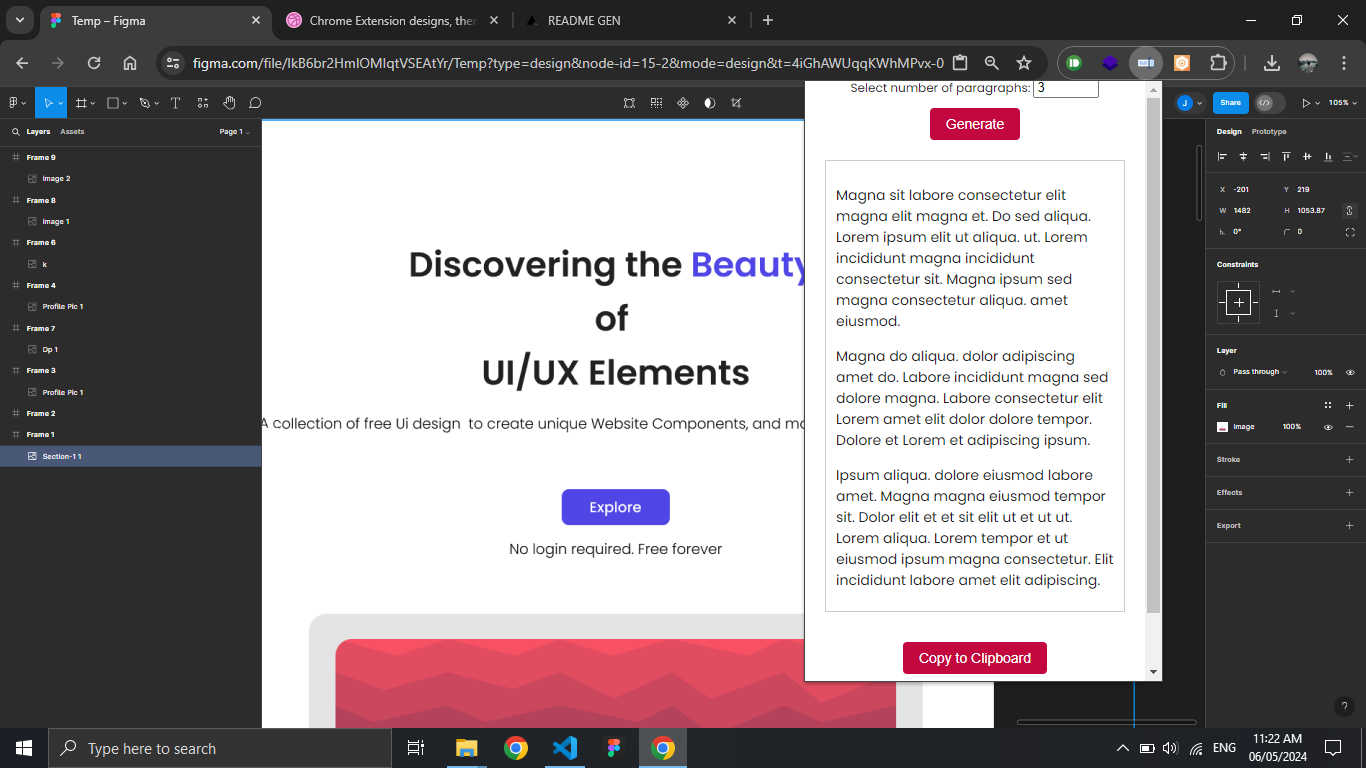 Temp – Figma
Chrome Extension designs, ther
README GEN
figma.com/file/IkB6br2HmlOMIqtVSEAtYr/Temp?type=design&node-id=15-2&mode=design&t=4iGhAWUqqKWhMPvx-0
J
Share
105%
Layers
Assets
Page 1
Frame 9
Image 2
Frame 8
Image 1
Frame 6
k
Frame 4
Profile Pic 1
Frame 7
Dp 1
Frame 3
Profile Pic 1
Frame 2
Frame 1
Section-1 1
Discovering the Beauty
of
UI/UX Elements
A collection of free Ui design to create unique Website Components, and mo
Explore
No login required. Free forever
Select number of paragraphs: 3
Generate
Magna sit labore consectetur elit
magna elit magna et. Do sed aliqua.
Lorem ipsum elit ut aliqua. ut. Lorem
incididunt magna incididunt
consectetur sit. Magna ipsum sed
magna consectetur aliqua. amet
eiusmod.
Magna do aliqua. dolor adipiscing
amet do. Labore incididunt magna sed
dolore magna. Labore consectetur elit
Lorem amet elit dolor dolore tempor.
Dolore et Lorem et adipiscing ipsum.
Ipsum aliqua. dolore eiusmod labore
amet. Magna magna eiusmod tempor
sit. Dolor elit et et sit elit ut et ut ut.
Lorem aliqua. Lorem tempor et ut
eiusmod ipsum magna consectetur. Elit
incididunt labore amet elit adipiscing.
Copy to Clipboard
Design
Prototype
X -201 Y 219
W 1482 H 1053.87
0° 0
Constraints
Layer
Pass through 100%
Fill
Image 100%
Stroke
Effects
Export
?
Type here to search
ENG
11:22 AM
06/05/2024